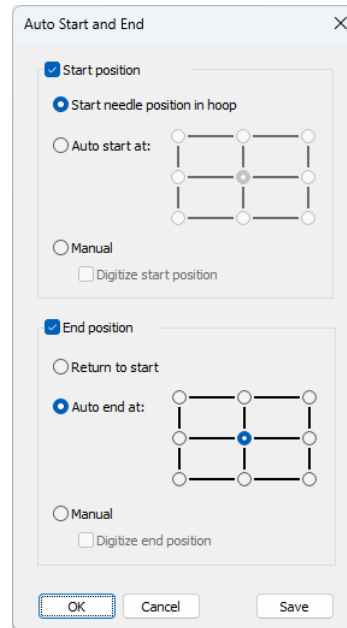 Auto Start and End
Start position
Start needle position in hoop
Auto start at:
Manual
Digitize start position
End position
Return to start
Auto end at:
Manual
Digitize end position
OK Cancel Save